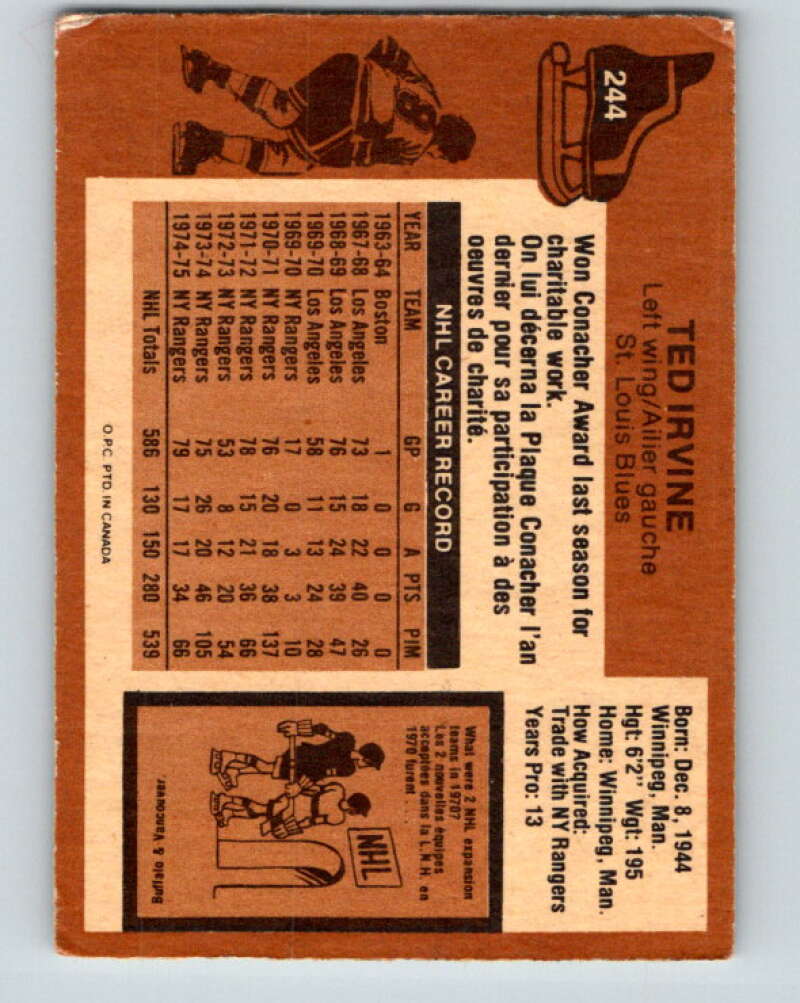 244
TED IRVINE
Left wing/Ailier gauche
St. Louis Blues
Won Conacher Award last season for
charitable work.
On lui décerna la Plaque Conacher l'an
dernier pour sa participation à des
oeuvres de charité.
Born: Dec. 8, 1944
Winnipeg, Man.
Hgt: 6'2" Wgt: 195
Home: Winnipeg, Man.
How Acquired:
Trade with NY Rangers
Years Pro: 13
NHL CAREER RECORD
YEAR TEAM GP G A PTS PIM
1963-64 Boston 1 0 0 0 0
1967-68 Los Angeles 73 18 22 40 26
1968-69 Los Angeles 76 15 24 39 47
1969-70 Los Angeles 58 11 13 24 28
1969-70 NY Rangers 17 0 3 3 10
1970-71 NY Rangers 76 20 18 38 137
1971-72 NY Rangers 78 15 21 36 66
1972-73 NY Rangers 53 8 12 20 54
1973-74 NY Rangers 75 26 20 46 105
1974-75 NY Rangers 79 17 17 34 66
NHL Totals 586 130 150 280 539
What were 2 NHL expansion
teams in 1970?
Les 2 nouvelles équipes
acceptées dans la L.N.H. en
1970 furent . . .
NHL
Buffalo & Vancouver
O.P.C. PTD. IN CANADA